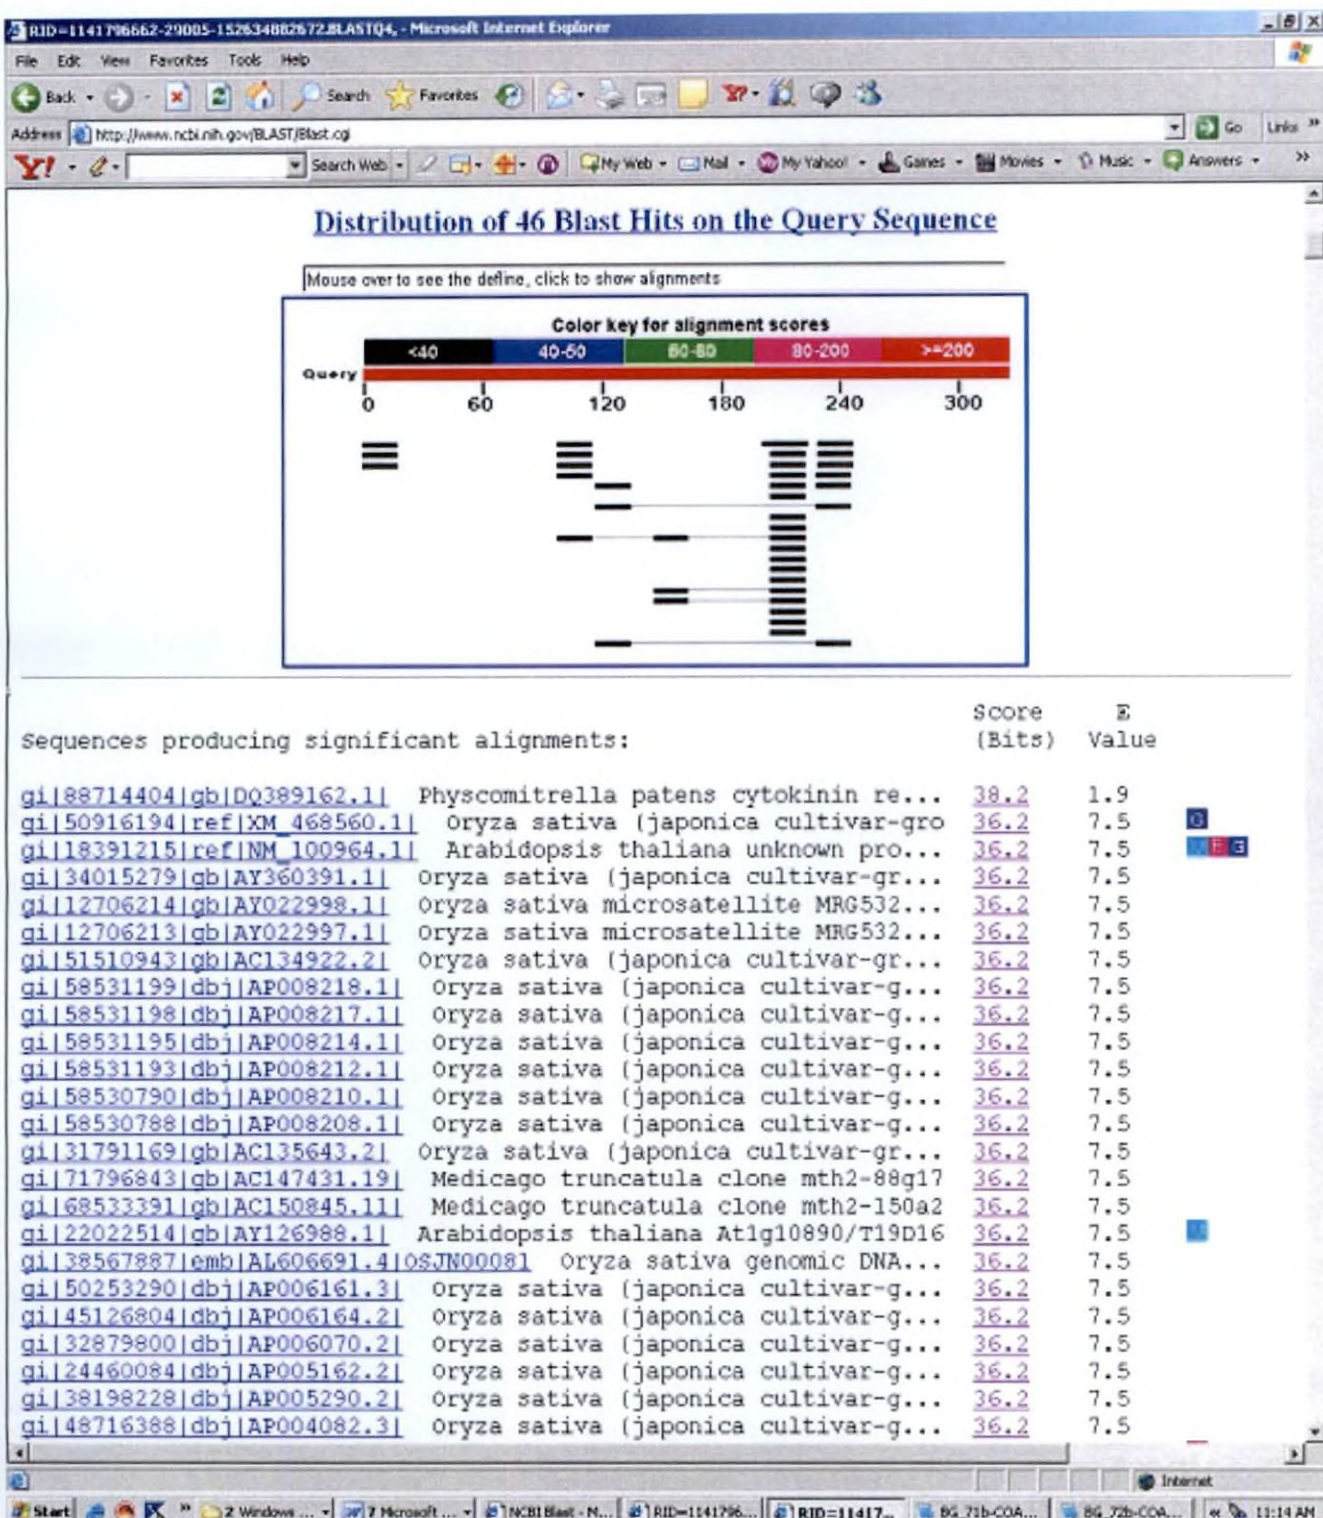 RID=1141796662-29005-152634882672.BLASTQ4, - Microsoft Internet Explorer
File Edit View Favorites Tools Help
Back Search Favorites
Address http://www.ncbi.nih.gov/BLAST/Blast.cgi Go Links »
Y! Search Web My Web Mail My Yahoo! Games Movies Music Answers »
Distribution of 46 Blast Hits on the Query Sequence
Mouse over to see the define, click to show alignments
Color key for alignment scores
<40 40-50 50-80 80-200 >=200
Query
0 60 120 180 240 300
Score E
Sequences producing significant alignments: (Bits) Value
gi|88714404|gb|DQ389162.1| Physcomitrella patens cytokinin re... 38.2 1.9
gi|50916194|ref|XM_468560.1| Oryza sativa (japonica cultivar-gro 36.2 7.5 G
gi|18391215|ref|NM_100964.1| Arabidopsis thaliana unknown pro... 36.2 7.5 U E G
gi|34015279|gb|AY360391.1| Oryza sativa (japonica cultivar-gr... 36.2 7.5
gi|12706214|gb|AY022998.1| Oryza sativa microsatellite MRG532... 36.2 7.5
gi|12706213|gb|AY022997.1| Oryza sativa microsatellite MRG532... 36.2 7.5
gi|51510943|gb|AC134922.2| Oryza sativa (japonica cultivar-gr... 36.2 7.5
gi|58531199|dbj|AP008218.1| Oryza sativa (japonica cultivar-g... 36.2 7.5
gi|58531198|dbj|AP008217.1| Oryza sativa (japonica cultivar-g... 36.2 7.5
gi|58531195|dbj|AP008214.1| Oryza sativa (japonica cultivar-g... 36.2 7.5
gi|58531193|dbj|AP008212.1| Oryza sativa (japonica cultivar-g... 36.2 7.5
gi|58530790|dbj|AP008210.1| Oryza sativa (japonica cultivar-g... 36.2 7.5
gi|58530788|dbj|AP008208.1| Oryza sativa (japonica cultivar-g... 36.2 7.5
gi|31791169|gb|AC135643.2| Oryza sativa (japonica cultivar-gr... 36.2 7.5
gi|71796843|gb|AC147431.19| Medicago truncatula clone mth2-88g17 36.2 7.5
gi|68533391|gb|AC150845.11| Medicago truncatula clone mth2-150a2 36.2 7.5
gi|22022514|gb|AY126988.1| Arabidopsis thaliana At1g10890/T19D16 36.2 7.5
gi|38567887|emb|AL606691.4|OSJN00081 Oryza sativa genomic DNA... 36.2 7.5
gi|50253290|dbj|AP006161.3| Oryza sativa (japonica cultivar-g... 36.2 7.5
gi|45126804|dbj|AP006164.2| Oryza sativa (japonica cultivar-g... 36.2 7.5
gi|32879800|dbj|AP006070.2| Oryza sativa (japonica cultivar-g... 36.2 7.5
gi|24460084|dbj|AP005162.2| Oryza sativa (japonica cultivar-g... 36.2 7.5
gi|38198228|dbj|AP005290.2| Oryza sativa (japonica cultivar-g... 36.2 7.5
gi|48716388|dbj|AP004082.3| Oryza sativa (japonica cultivar-g... 36.2 7.5
Internet
Start » 2 Windows ... 7 Microsoft ... NCBI Blast - M... RID=1141796... RID=11417... BG_71b-COA... BG_72b-COA... « 11:14 AM